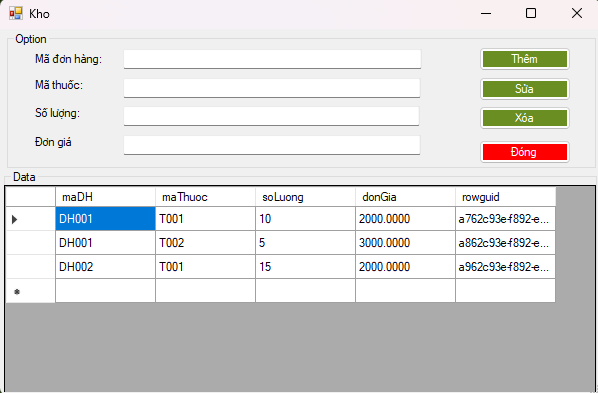 Kho
Option
Mã đơn hàng:
Thêm
Mã thuốc:
Sửa
Số lượng:
Xóa
Đơn giá
Đóng
Data
maDH maThuoc soLuong donGia rowguid
DH001 T001 10 2000.0000 a762c93e-f892-e...
DH001 T002 5 3000.0000 a862c93e-f892-e...
DH002 T001 15 2000.0000 a962c93e-f892-e...
*